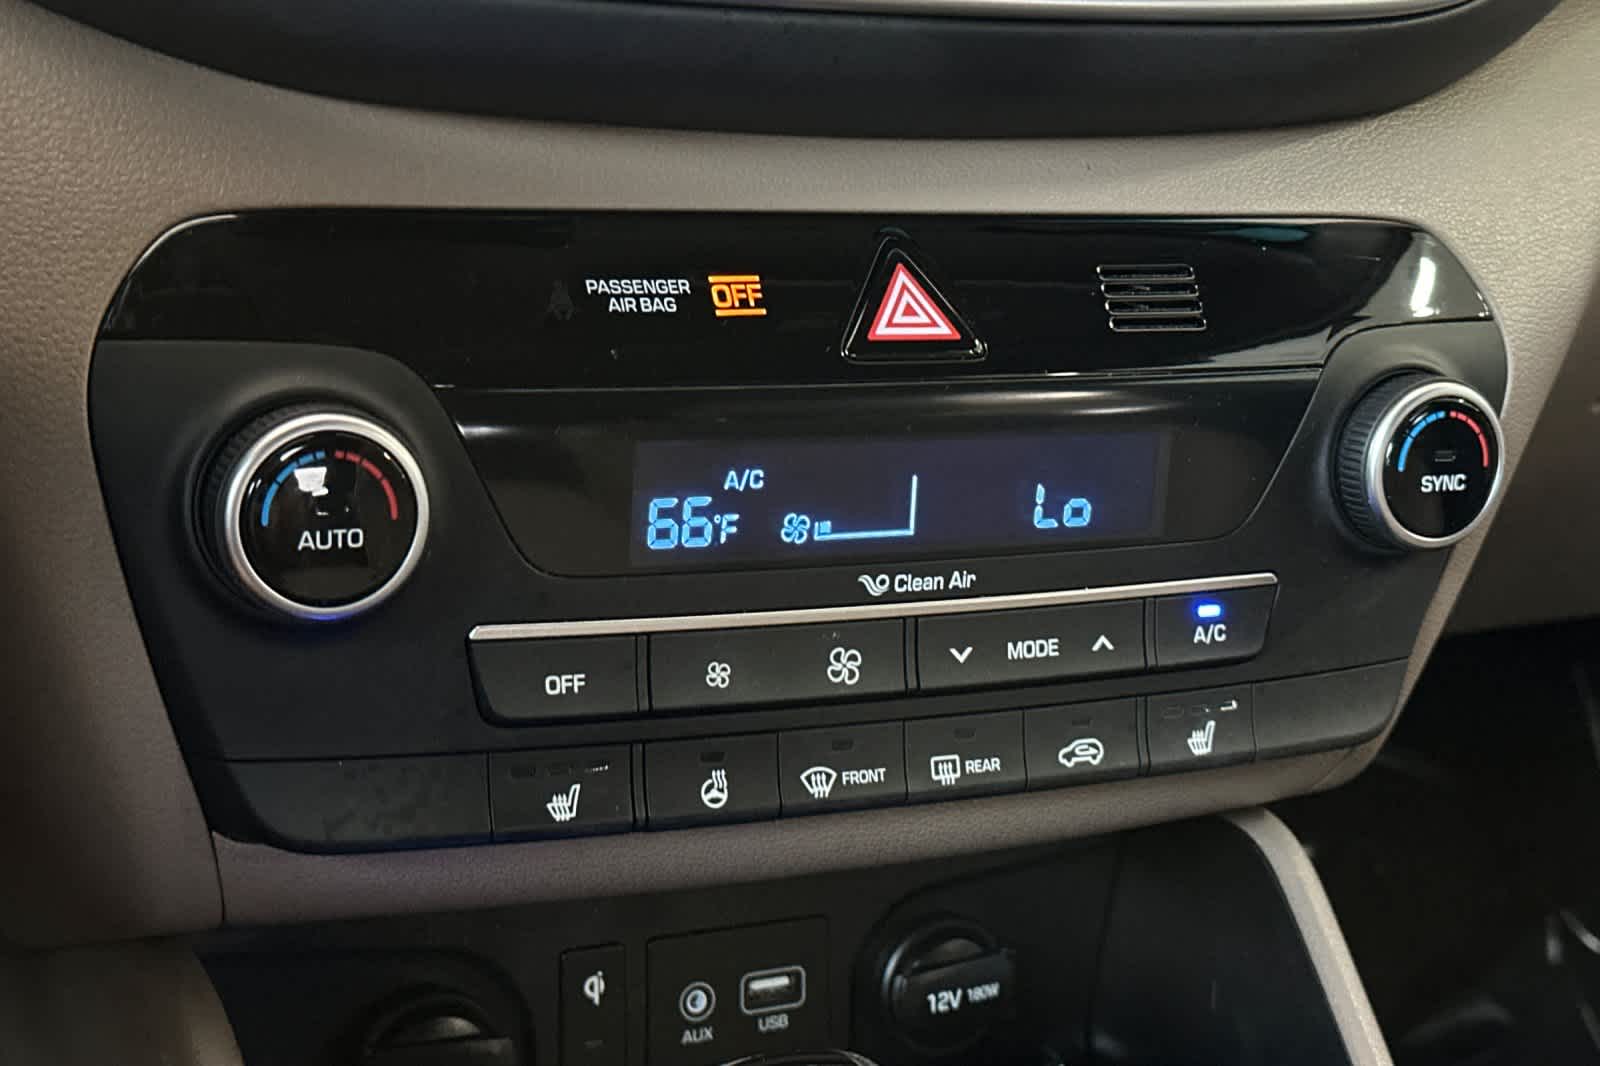 PASSENGER
AIR BAG
OFF
A/C
66°F
Lo
AUTO
SYNC
Clean Air
OFF
MODE
A/C
FRONT
REAR
AUX
USB
12V 180W